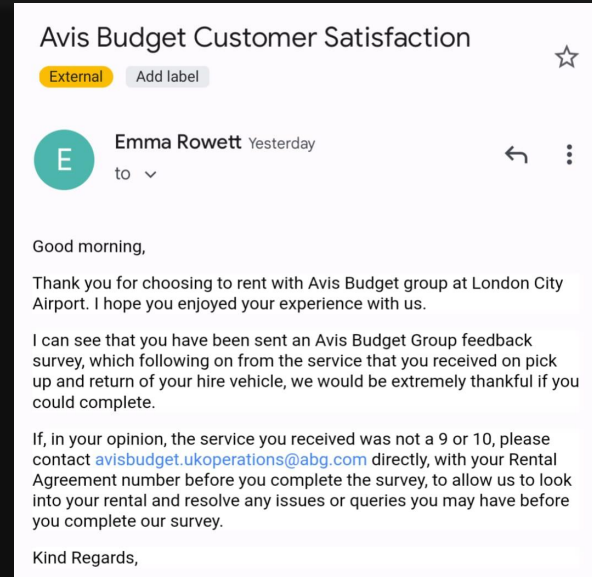 Avis Budget Customer Satisfaction
External Add label
E
Emma Rowett Yesterday
to
Good morning,
Thank you for choosing to rent with Avis Budget group at London City
Airport. I hope you enjoyed your experience with us.
I can see that you have been sent an Avis Budget Group feedback
survey, which following on from the service that you received on pick
up and return of your hire vehicle, we would be extremely thankful if you
could complete.
If, in your opinion, the service you received was not a 9 or 10, please
contact avisbudget.ukoperations@abg.com directly, with your Rental
Agreement number before you complete the survey, to allow us to look
into your rental and resolve any issues or queries you may have before
you complete our survey.
Kind Regards,